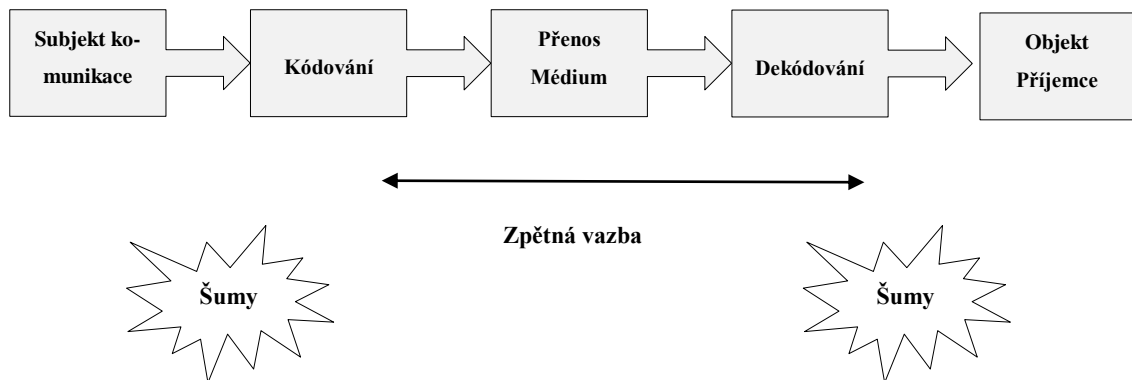 Subjekt ko-
munikace
Kódování
Přenos
Médium
Dekódování
Objekt
Příjemce
Zpětná vazba
Šumy
Šumy